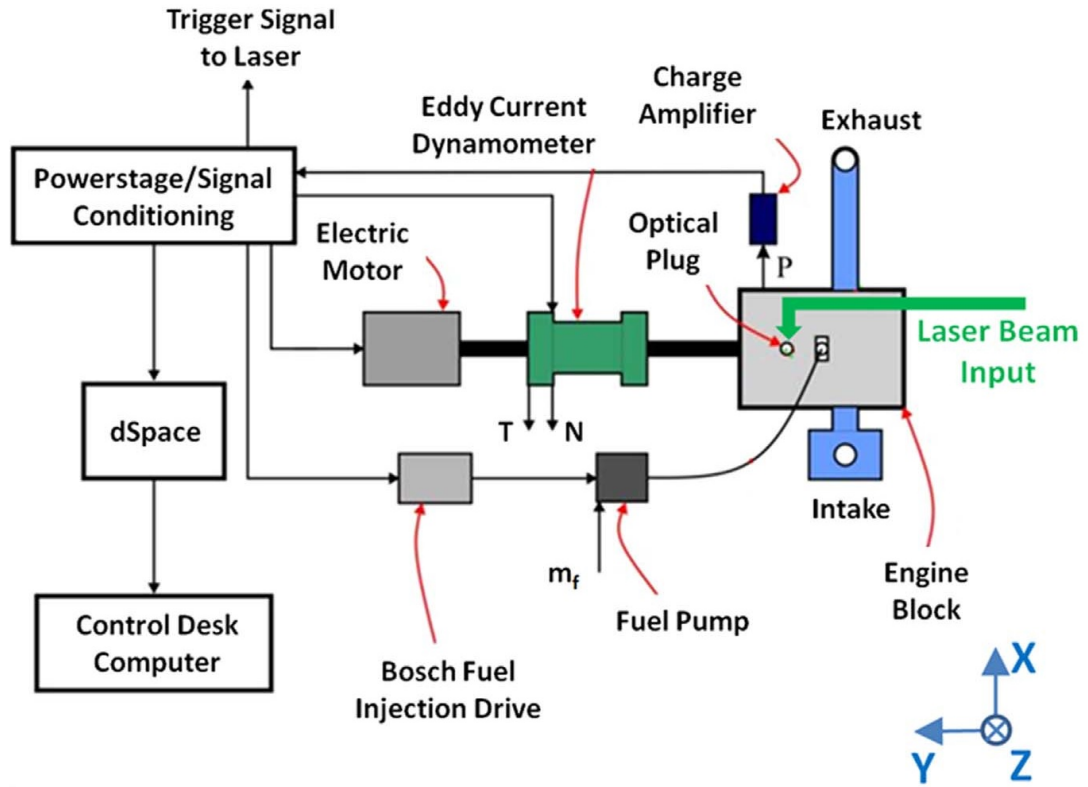 Trigger Signal
to Laser
Charge
Amplifier
Eddy Current
Dynamometer
Exhaust
Powerstage/Signal
Conditioning
Optical
Plug
Electric
Motor
P
Laser Beam
Input
dSpace
T N
Intake
mf
Engine
Block
Fuel Pump
Control Desk
Computer
Bosch Fuel
Injection Drive
X
Y
Z